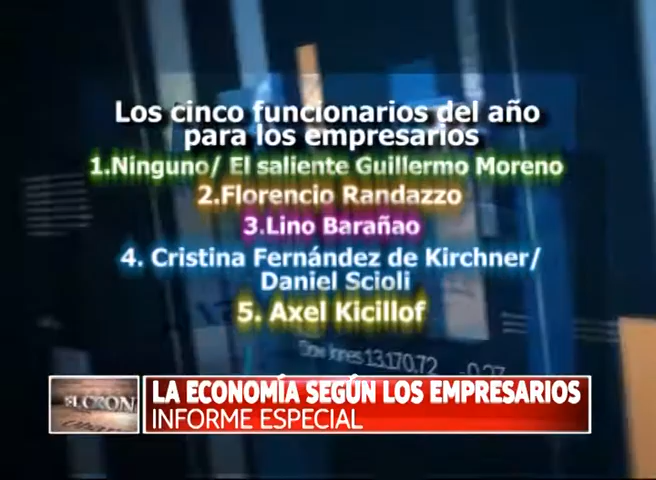 Los cinco funcionarios del año
para los empresarios
1.Ninguno/ El saliente Guillermo Moreno
2.Florencio Randazzo
3.Lino Barañao
4. Cristina Fernández de Kirchner/
Daniel Scioli
5. Axel Kicillof
Dow Jones 13,170.72 -0.27
EL CRON
LA ECONOMÍA SEGÚN LOS EMPRESARIOS
INFORME ESPECIAL